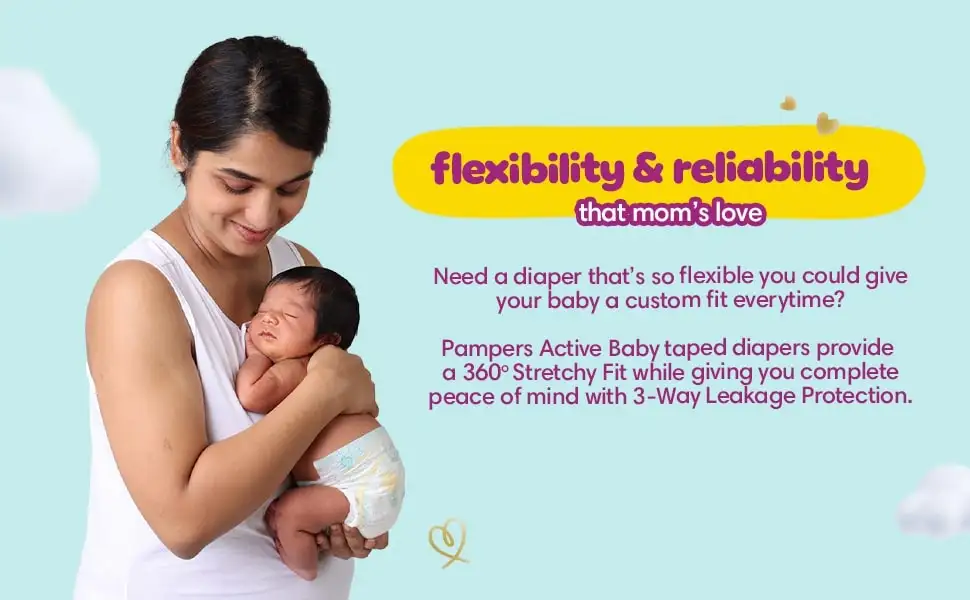 flexibility & reliability
that mom's love
Need a diaper that's so flexible you could give
your baby a custom fit everytime?
Pampers Active Baby taped diapers provide
a 360° Stretchy Fit while giving you complete
peace of mind with 3-Way Leakage Protection.